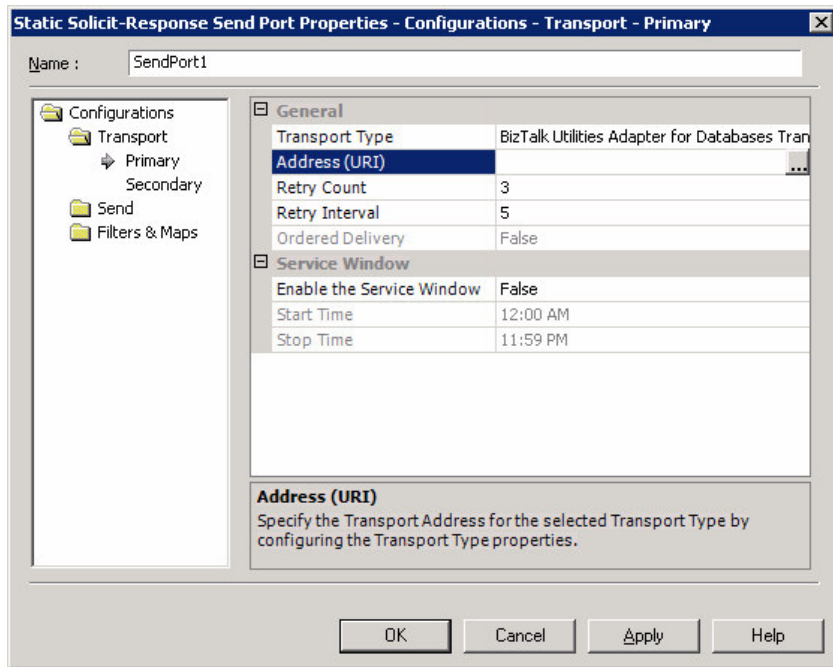 Static Solicit-Response Send Port Properties - Configurations - Transport - Primary
Name : SendPort1
Configurations
Transport
Primary
Secondary
Send
Filters & Maps
General
Transport Type BizTalk Utilities Adapter for Databases Tran
Address (URI) ...
Retry Count 3
Retry Interval 5
Ordered Delivery False
Service Window
Enable the Service Window False
Start Time 12:00 AM
Stop Time 11:59 PM
Address (URI)
Specify the Transport Address for the selected Transport Type by
configuring the Transport Type properties.
OK Cancel Apply Help